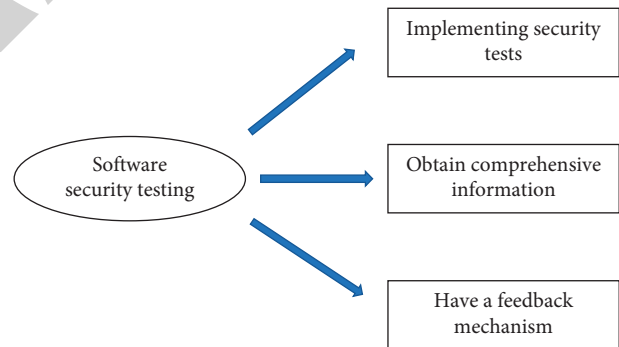 Implementing security
tests
Software
security testing
Obtain comprehensive
information
Have a feedback
mechanism